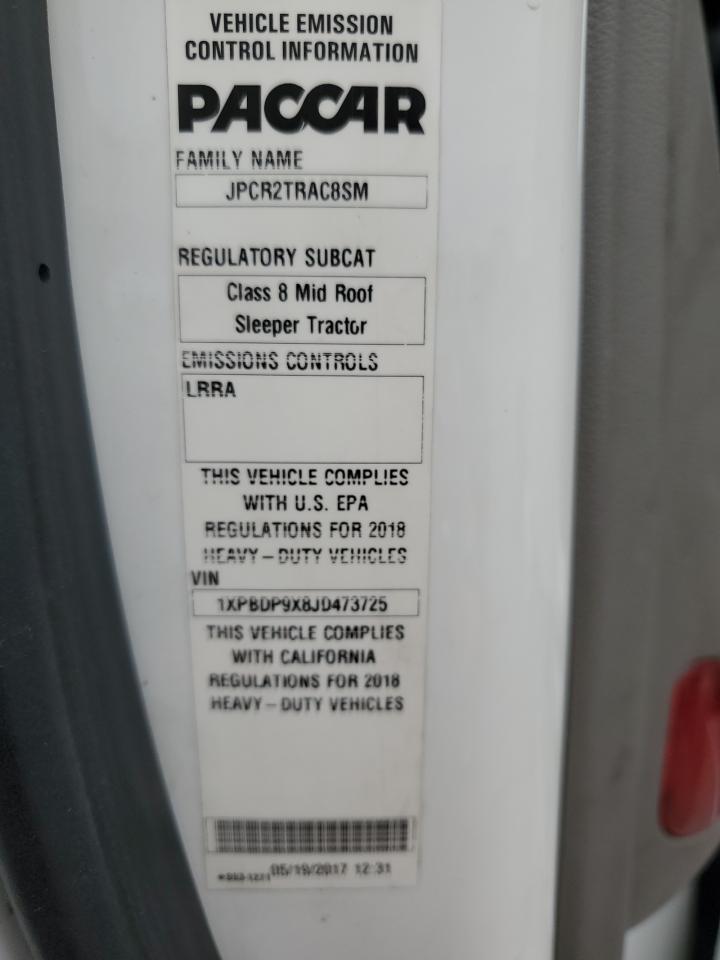 VEHICLE EMISSION
CONTROL INFORMATION
PACCAR
FAMILY NAME
JPCR2TRAC8SM
REGULATORY SUBCAT
Class 8 Mid Roof
Sleeper Tractor
EMISSIONS CONTROLS
LRRA
THIS VEHICLE COMPLIES
WITH U.S. EPA
REGULATIONS FOR 2018
HEAVY-DUTY VEHICLES
VIN
1XPBDP9X8JD473725
THIS VEHICLE COMPLIES
WITH CALIFORNIA
REGULATIONS FOR 2018
HEAVY-DUTY VEHICLES
05/19/2017 12:31